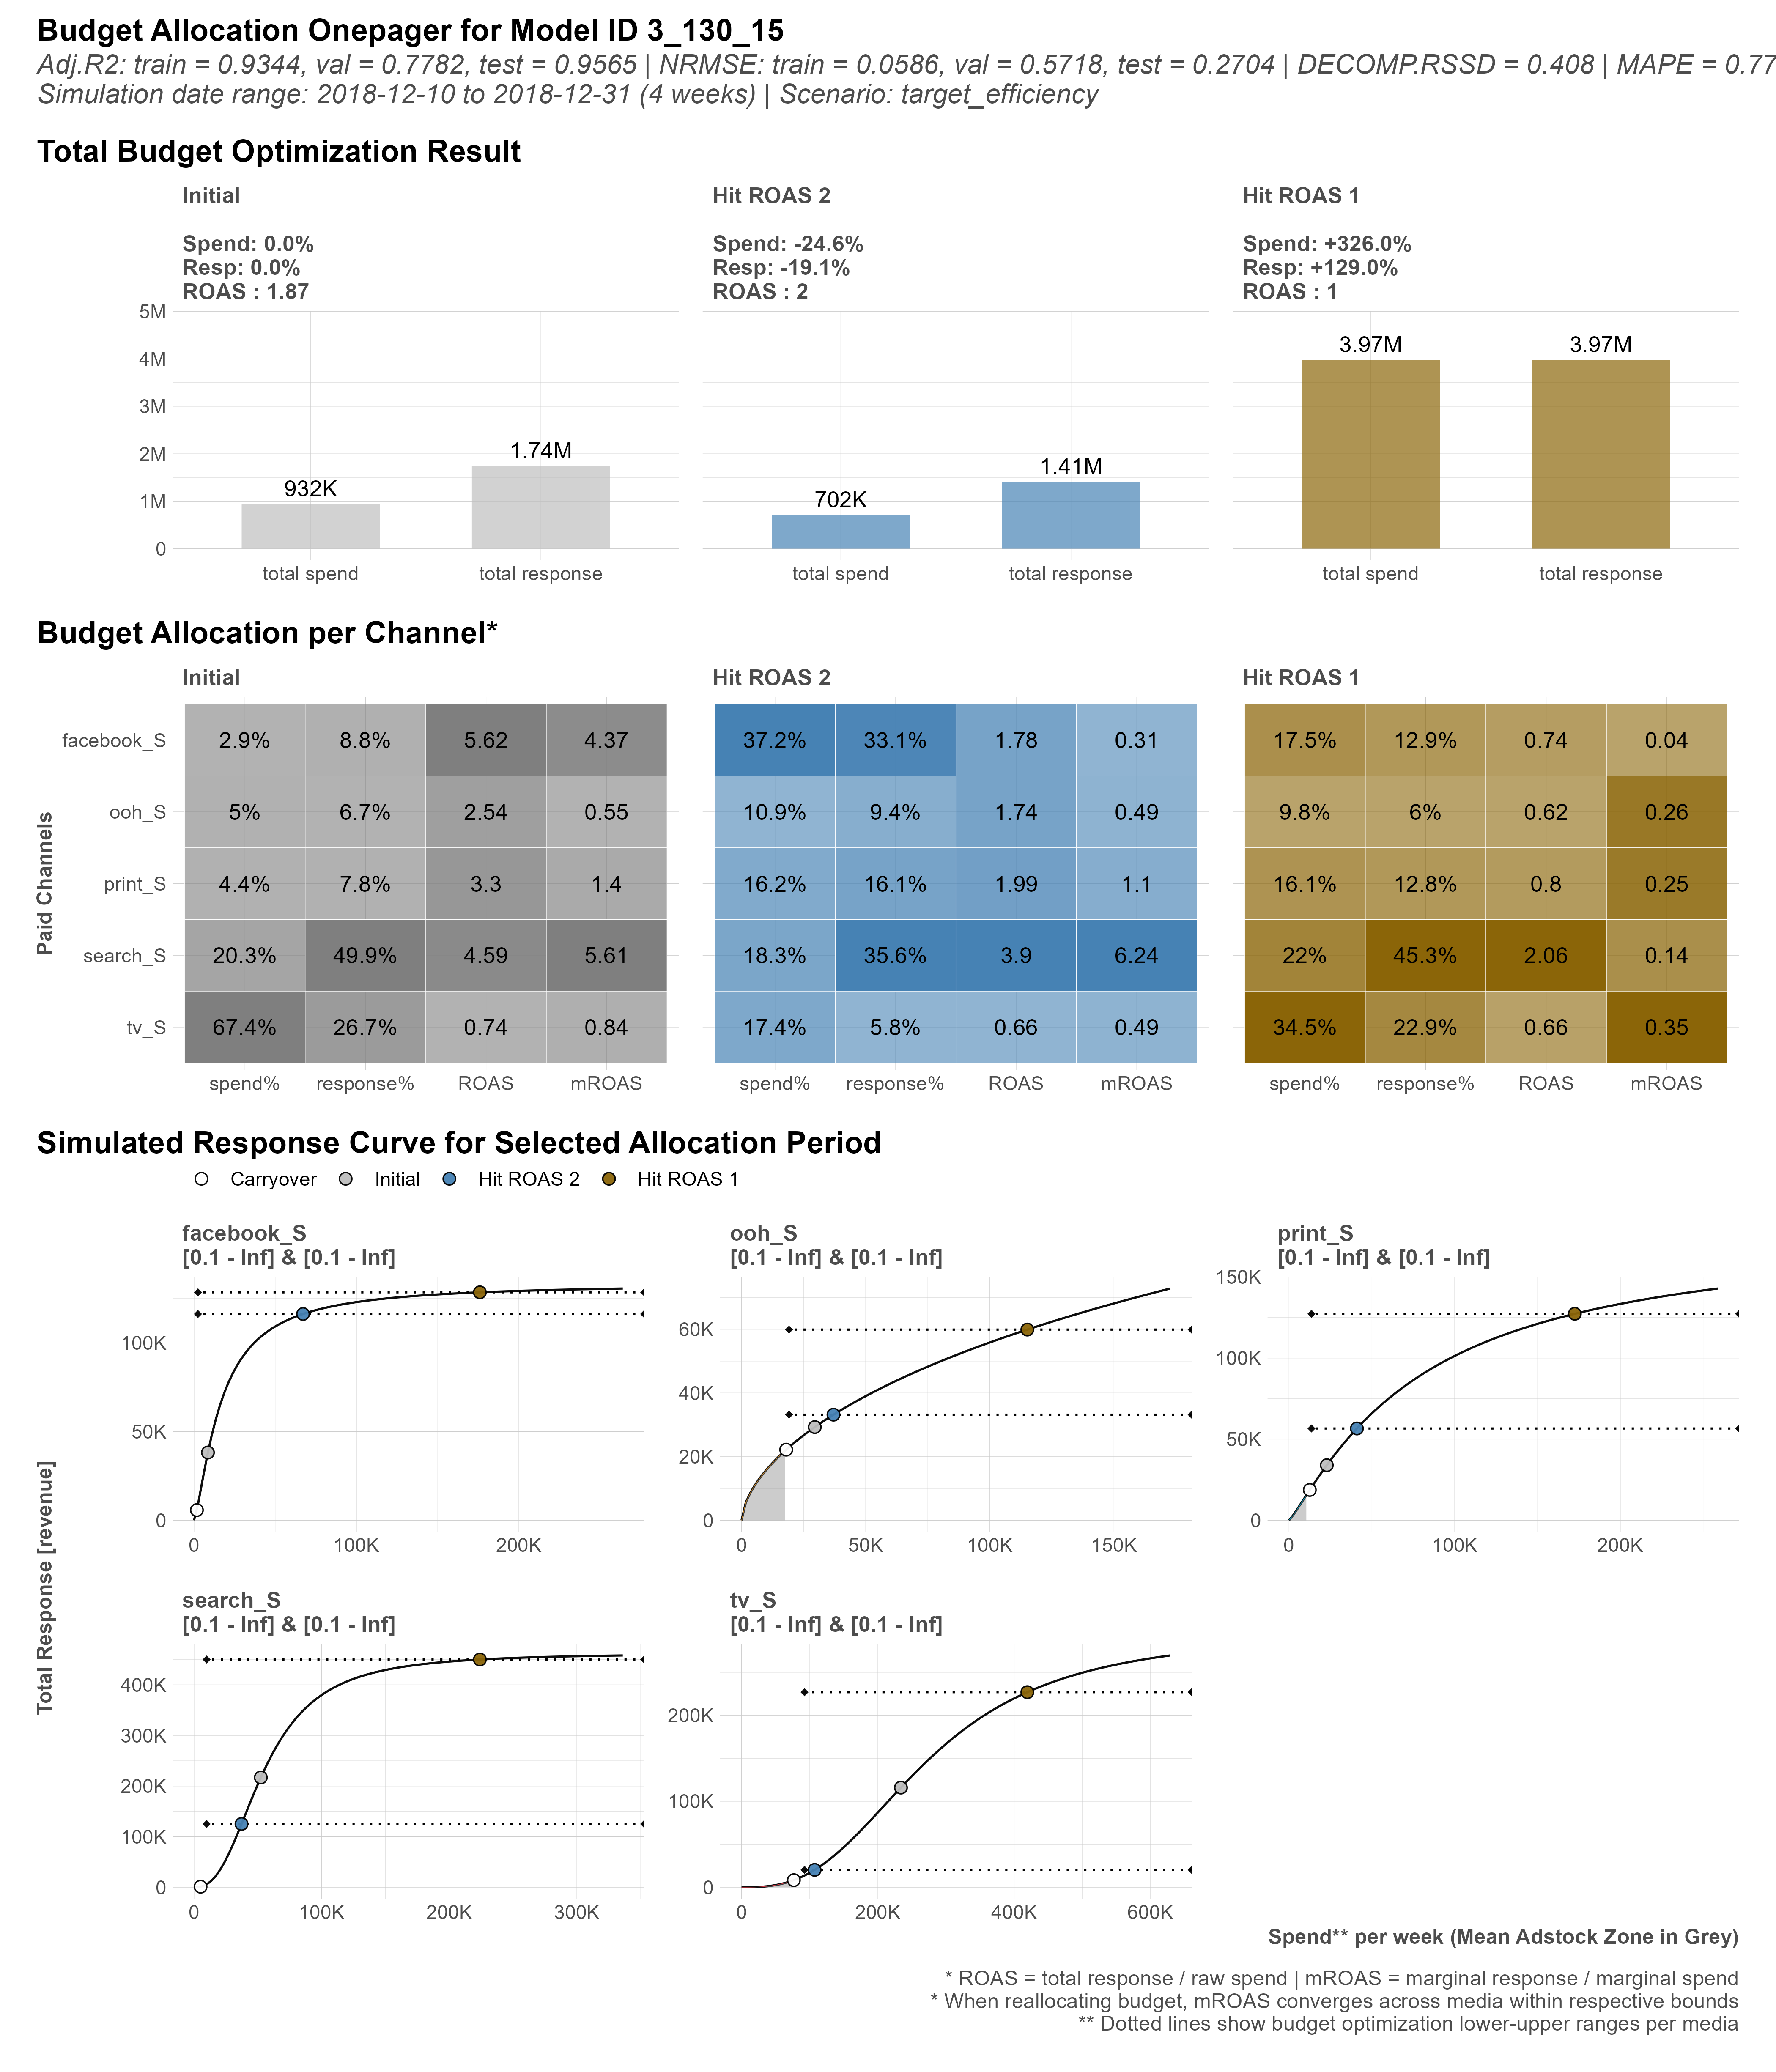 Budget Allocation Onepager for Model ID 3_130_15
Adj.R2: train = 0.9344, val = 0.7782, test = 0.9565 | NRMSE: train = 0.0586, val = 0.5718, test = 0.2704 | DECOMP.RSSD = 0.408 | MAPE = 0.77
Simulation date range: 2018-12-10 to 2018-12-31 (4 weeks) | Scenario: target_efficiency
Total Budget Optimization Result
Initial
Spend: 0.0%
Resp: 0.0%
ROAS : 1.87
Hit ROAS 2
Spend: -24.6%
Resp: -19.1%
ROAS : 2
Hit ROAS 1
Spend: +326.0%
Resp: +129.0%
ROAS : 1
5M
4M
3M
2M
1M
0
932K
1.74M
702K
1.41M
3.97M
3.97M
total spend total response
total spend total response
total spend total response
Budget Allocation per Channel*
Initial
Hit ROAS 2
Hit ROAS 1
Paid Channels
facebook_S 2.9% 8.8% 5.62 4.37 37.2% 33.1% 1.78 0.31 17.5% 12.9% 0.74 0.04
ooh_S 5% 6.7% 2.54 0.55 10.9% 9.4% 1.74 0.49 9.8% 6% 0.62 0.26
print_S 4.4% 7.8% 3.3 1.4 16.2% 16.1% 1.99 1.1 16.1% 12.8% 0.8 0.25
search_S 20.3% 49.9% 4.59 5.61 18.3% 35.6% 3.9 6.24 22% 45.3% 2.06 0.14
tv_S 67.4% 26.7% 0.74 0.84 17.4% 5.8% 0.66 0.49 34.5% 22.9% 0.66 0.35
spend% response% ROAS mROAS spend% response% ROAS mROAS spend% response% ROAS mROAS
Simulated Response Curve for Selected Allocation Period
Carryover Initial Hit ROAS 2 Hit ROAS 1
Total Response [revenue]
facebook_S
[0.1 - Inf] & [0.1 - Inf]
100K
50K
0
0 100K 200K
ooh_S
[0.1 - Inf] & [0.1 - Inf]
60K
40K
20K
0
0 50K 100K 150K
print_S
[0.1 - Inf] & [0.1 - Inf]
150K
100K
50K
0
0 100K 200K
search_S
[0.1 - Inf] & [0.1 - Inf]
400K
300K
200K
100K
0
0 100K 200K 300K
tv_S
[0.1 - Inf] & [0.1 - Inf]
200K
100K
0
0 200K 400K 600K
Spend** per week (Mean Adstock Zone in Grey)
* ROAS = total response / raw spend | mROAS = marginal response / marginal spend
* When reallocating budget, mROAS converges across media within respective bounds
** Dotted lines show budget optimization lower-upper ranges per media